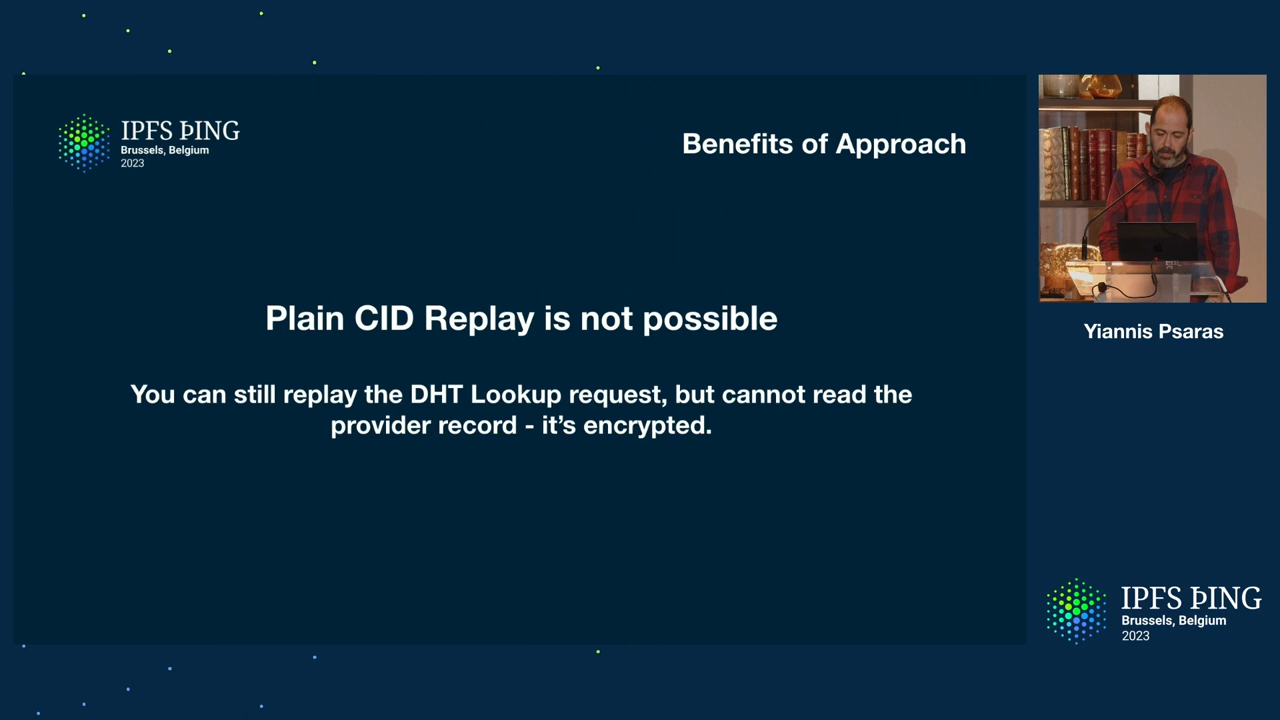 IPFS ÞING
Brussels, Belgium
2023
Benefits of Approach
Plain CID Replay is not possible
You can still replay the DHT Lookup request, but cannot read the
provider record - it’s encrypted.
Yiannis Psaras
IPFS ÞING
Brussels, Belgium
2023